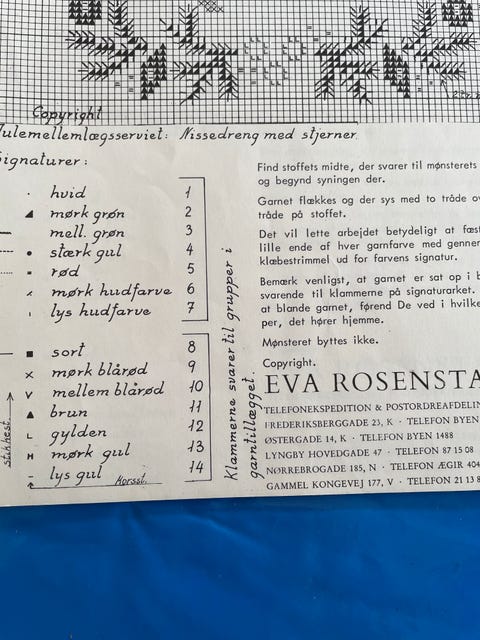 Copyright
Julemellemlægsserviet: Nissedreng med stjerner
Signaturer:
· hvid 1
◢ mørk grøn 2
mell. grøn 3
• stærk gul 4
▪ rød 5
mørk hudfarve 6
lys hudfarve 7
■ sort 8
x mørk blårød 9
v mellem blårød 10
▲ brun 11
L gylden 12
H mørk gul 13
– lys gul 14
Korsst.
stikkest.
Klammerne svarer til grupper i
garntillægget.
Find stoffets midte, der svarer til mønsterets
og begynd syningen der.
Garnet flækkes og der sys med to tråde ov
tråde på stoffet.
Det vil lette arbejdet betydeligt at fæst
lille ende af hver garnfarve med gennem
klæbestrimmel ud for farvens signatur.
Bemærk venligst, at garnet er sat op i b
svarende til klammerne på signaturarket.
at blande garnet, førend De ved i hvilke
per, det hører hjemme.
Mønsteret byttes ikke.
Copyright.
EVA ROSENSTA
TELEFONEKSPEDITION & POSTORDREAFDELIN
FREDERIKSBERGGADE 23, K · TELEFON BYEN
ØSTERGADE 14, K · TELEFON BYEN 1488
LYNGBY HOVEDGADE 47 · TELEFON 87 15 08
NØRREBROGADE 185, N · TELEFON ÆGIR 404
GAMMEL KONGEVEJ 177, V · TELEFON 21 13 8